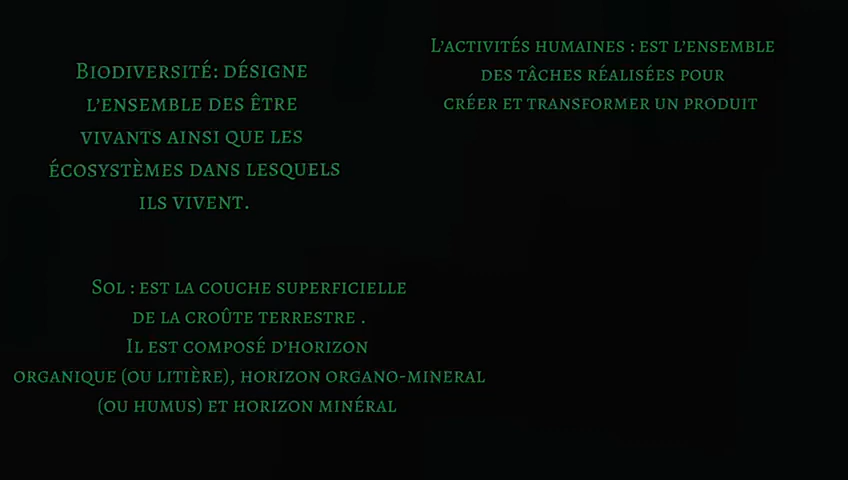 Biodiversité: désigne
l'ensemble des être
vivants ainsi que les
écosystèmes dans lesquels
ils vivent.
L'activités humaines : est l'ensemble
des tâches réalisées pour
créer et transformer un produit
Sol : est la couche superficielle
de la croûte terrestre .
Il est composé d'horizon
organique (ou litière), horizon organo-mineral
(ou humus) et horizon minéral